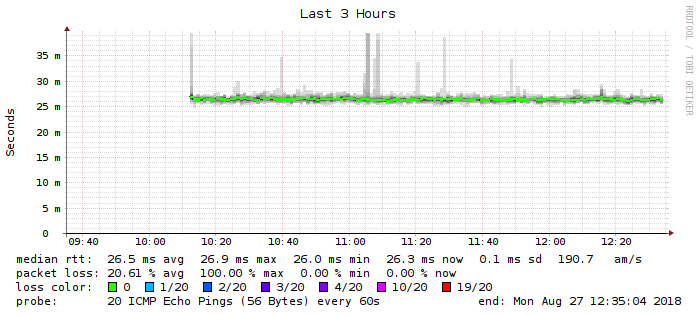 Last 3 Hours
RRDTOOL / TOBI OETIKER
Seconds
35 m
30 m
25 m
20 m
15 m
10 m
5 m
0
09:40 10:00 10:20 10:40 11:00 11:20 11:40 12:00 12:20
median rtt: 26.5 ms avg 26.9 ms max 26.0 ms min 26.3 ms now 0.1 ms sd 190.7 am/s
packet loss: 20.61 % avg 100.00 % max 0.00 % min 0.00 % now
loss color: 0 1/20 2/20 3/20 4/20 10/20 19/20
probe: 20 ICMP Echo Pings (56 Bytes) every 60s end: Mon Aug 27 12:35:04 2018